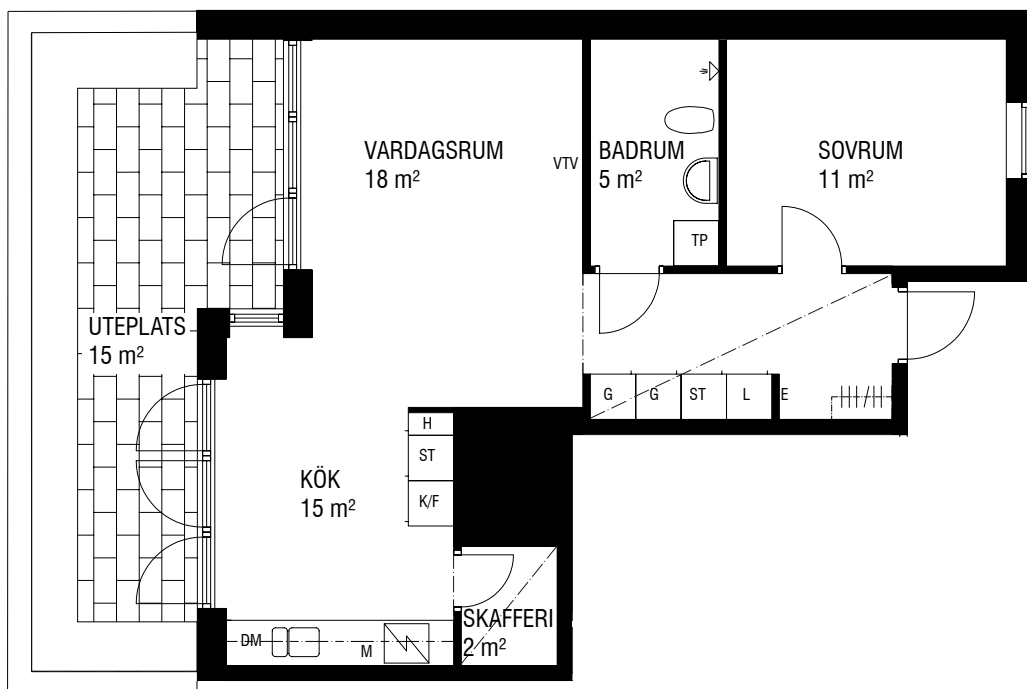 VARDAGSRUM
18 m²
VTV
BADRUM
5 m²
TP
SOVRUM
11 m²
UTEPLATS
15 m²
G
G
ST
L
E
H
ST
K/F
KÖK
15 m²
SKAFFERI
2 m²
DM
M